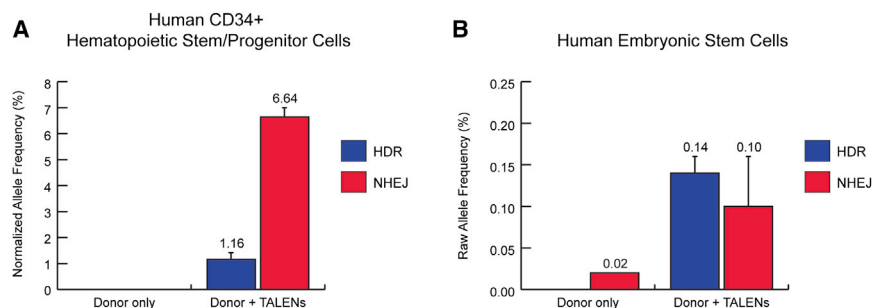 A
Human CD34+
Hematopoietic Stem/Progenitor Cells
Normalized Allele Frequency (%)
8
7
6
5
4
3
2
1
0
1.16
6.64
Donor only
Donor + TALENs
HDR
NHEJ
B
Human Embryonic Stem Cells
Raw Allele Frequency (%)
0.25
0.20
0.15
0.10
0.05
0.00
0.02
0.14
0.10
Donor only
Donor + TALENs
HDR
NHEJ